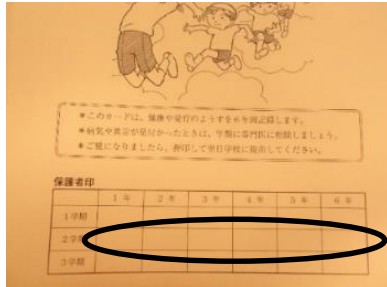 ＊このカードは、健康や発育のようすを6年間記録します。
＊病気や異常が見付かったときは、早期に専門医に相談しましょう。
＊ご覧になりましたら、押印して翌日学校に提出してください。
保護者印
1年 2年 3年 4年 5年 6年
1学期
2学期
3学期